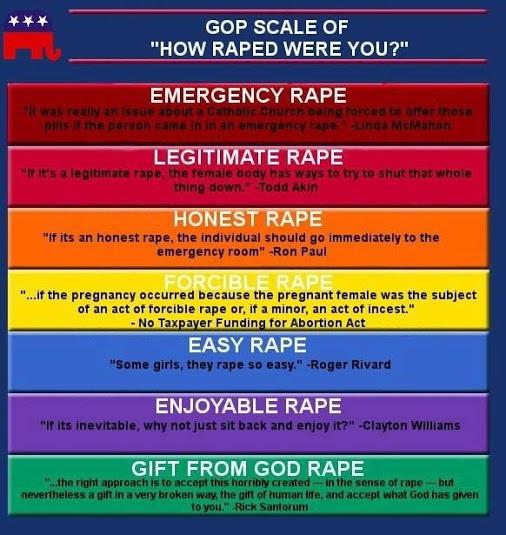 GOP SCALE OF
"HOW RAPED WERE YOU?"
EMERGENCY RAPE
"It was really an issue about a Catholic Church being forced to offer those
pills if the person came in in an emergency rape." -Linda McMahon
LEGITIMATE RAPE
"If it's a legitimate rape, the female body has ways to try to shut that whole
thing down." -Todd Akin
HONEST RAPE
"If its an honest rape, the individual should go immediately to the
emergency room" -Ron Paul
FORCIBLE RAPE
"...if the pregnancy occurred because the pregnant female was the subject
of an act of forcible rape or, if a minor, an act of incest."
- No Taxpayer Funding for Abortion Act
EASY RAPE
"Some girls, they rape so easy." -Roger Rivard
ENJOYABLE RAPE
"If its inevitable, why not just sit back and enjoy it?" -Clayton Williams
GIFT FROM GOD RAPE
"...the right approach is to accept this horribly created — in the sense of rape — but
nevertheless a gift in a very broken way, the gift of human life, and accept what God has given
to you." -Rick Santorum